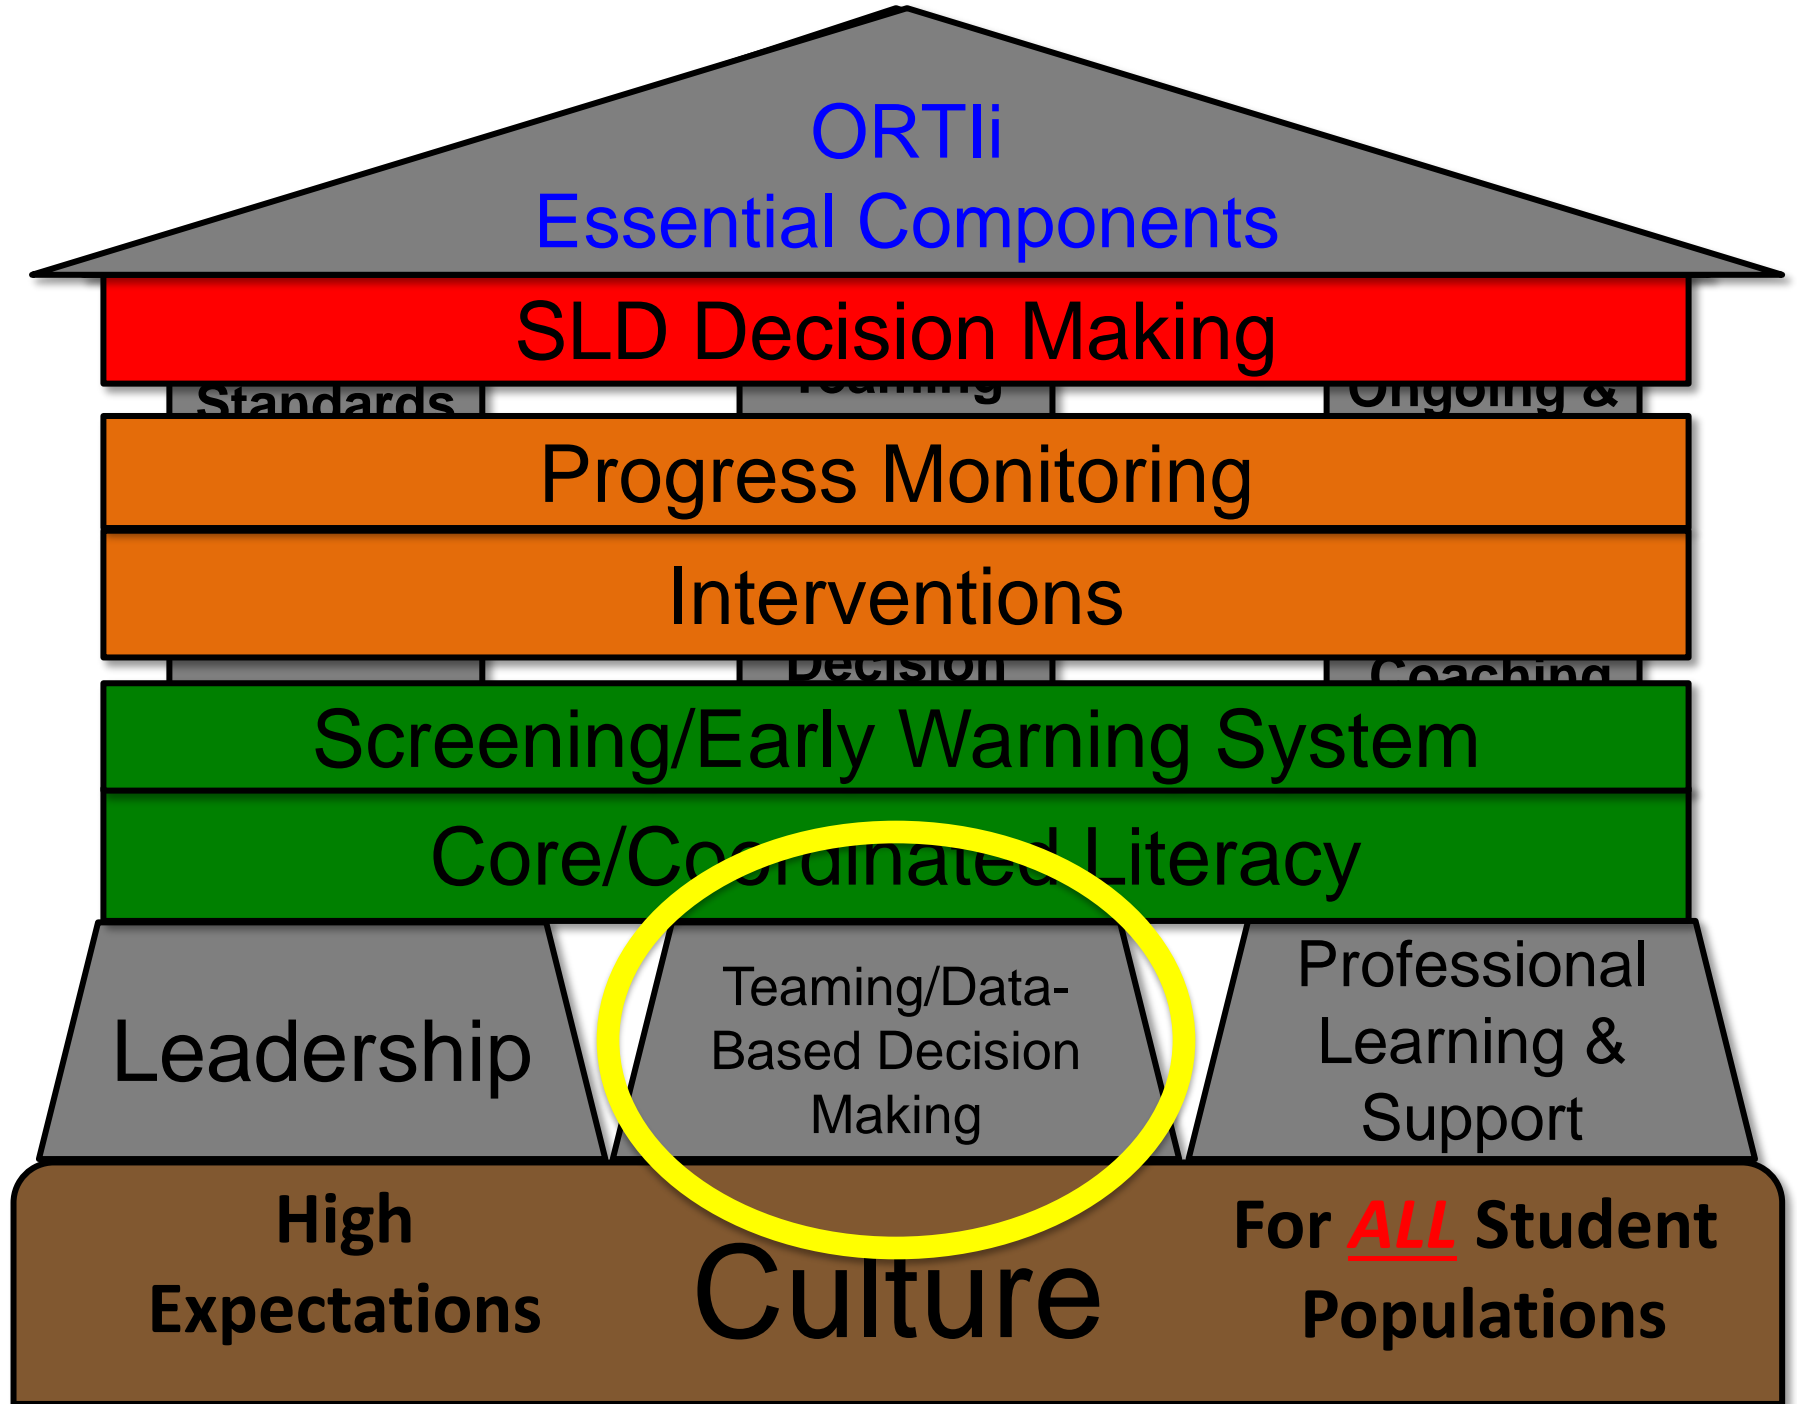 ORTIi
Essential Components
SLD Decision Making
Standards
Teaming
Ongoing &
Progress Monitoring
Interventions
Decision
Coaching
Screening/Early Warning System
Core/Coordinated Literacy
Leadership
Teaming/Data-
Based Decision
Making
Professional
Learning &
Support
High
Expectations
Culture
For ALL Student
Populations